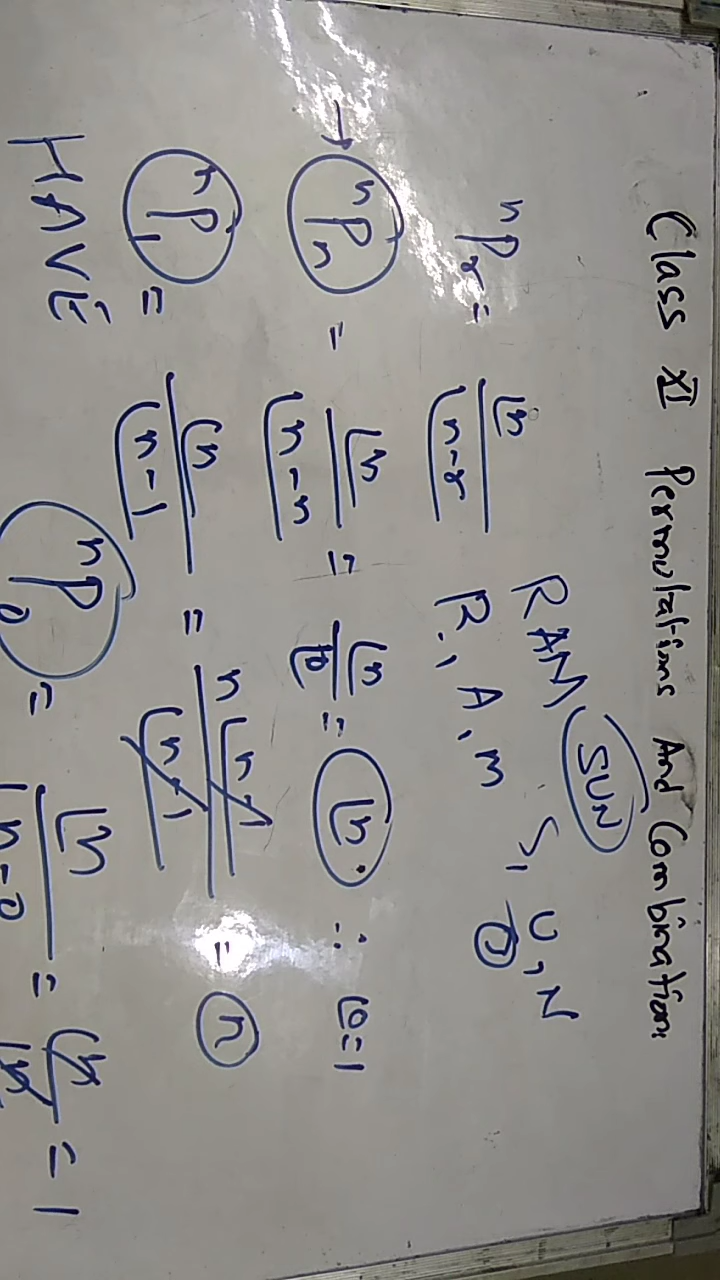 Class XI Permutations And Combinations
RAM, SUN
ⁿPᵣ = ⌊n / ⌊n-r R, A, M S, U, N
→ ⁿPₙ = ⌊n / ⌊n-n = ⌊n / ⌊0 = ⌊n. ∴ ⌊0 = 1
ⁿP₁ = ⌊n / ⌊n-1 = n ⌊n-1 / ⌊n-1 = n
HAVE ⁿP₀ = ⌊n / ⌊n-0 = ⌊n / ⌊n = 1